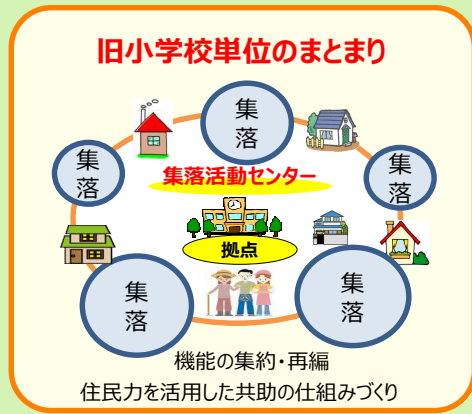 旧小学校単位のまとまり
集落
集落
集落
集落活動センター
拠点
集落
集落
機能の集約・再編
住民力を活用した共助の仕組みづくり